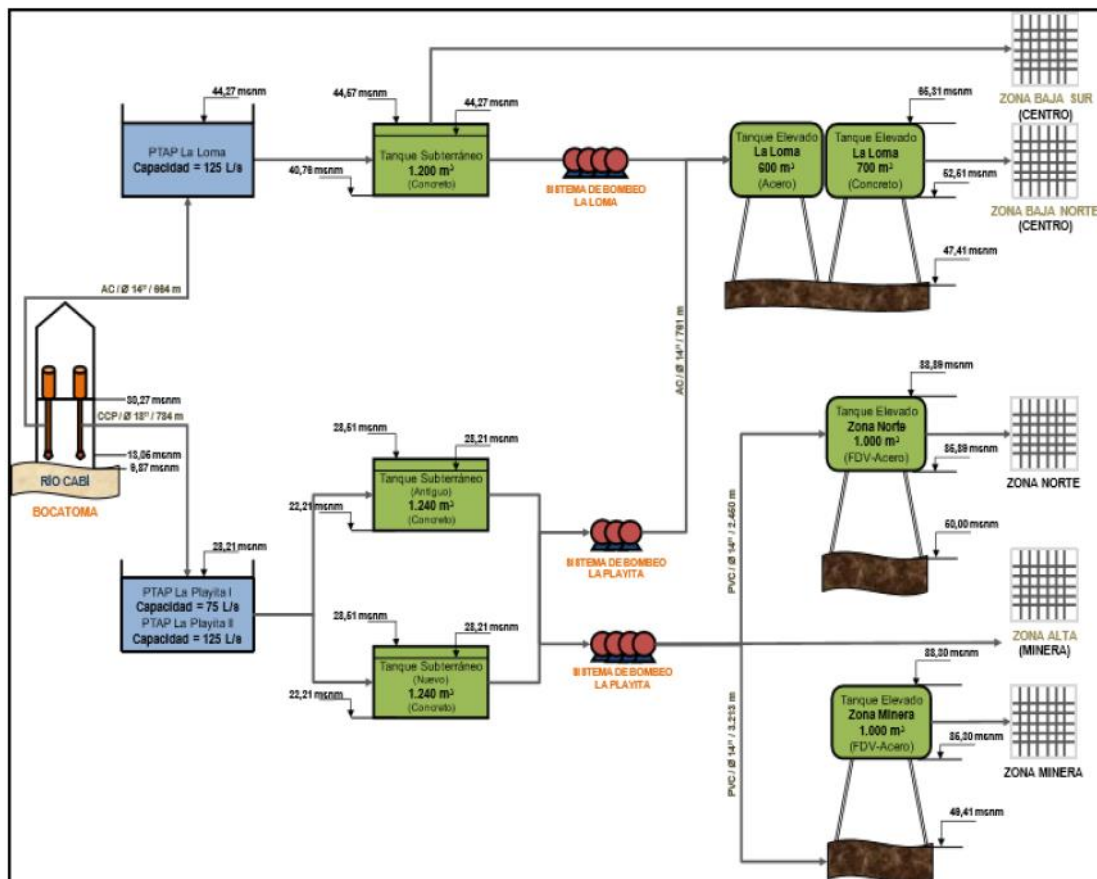 ZONA BAJA SUR
(CENTRO)
44,27 msnm
44,57 msnm
44,27 msnm
65,31 msnm
PTAP La Loma
Capacidad = 125 L/s
Tanque Subterráneo
1.200 m³
(Concreto)
40,76 msnm
SISTEMA DE BOMBEO
LA LOMA
Tanque Elevado
La Loma
600 m³
(Acero)
Tanque Elevado
La Loma
700 m³
(Concreto)
62,61 msnm
ZONA BAJA NORTE
(CENTRO)
47,41 msnm
AC / Ø 14" / 664 m
AC / Ø 14" / 761 m
30,27 msnm
CCP / Ø 18" / 784 m
13,06 msnm
9,87 msnm
RÍO CABÍ
BOCATOMA
28,51 msnm
28,21 msnm
Tanque Subterráneo
(Antiguo)
1.240 m³
(Concreto)
22,21 msnm
SISTEMA DE BOMBEO
LA PLAYITA
88,89 msnm
Tanque Elevado
Zona Norte
1.000 m³
(FDV-Acero)
85,89 msnm
ZONA NORTE
60,00 msnm
PVC / Ø 14" / 2.450 m
28,21 msnm
PTAP La Playita I
Capacidad = 75 L/s
PTAP La Playita II
Capacidad = 125 L/s
28,51 msnm
28,21 msnm
Tanque Subterráneo
(Nuevo)
1.240 m³
(Concreto)
22,21 msnm
SISTEMA DE BOMBEO
LA PLAYITA
ZONA ALTA
(MINERA)
88,30 msnm
Tanque Elevado
Zona Minera
1.000 m³
(FDV-Acero)
85,30 msnm
ZONA MINERA
49,41 msnm
PVC / Ø 14" / 3.213 m